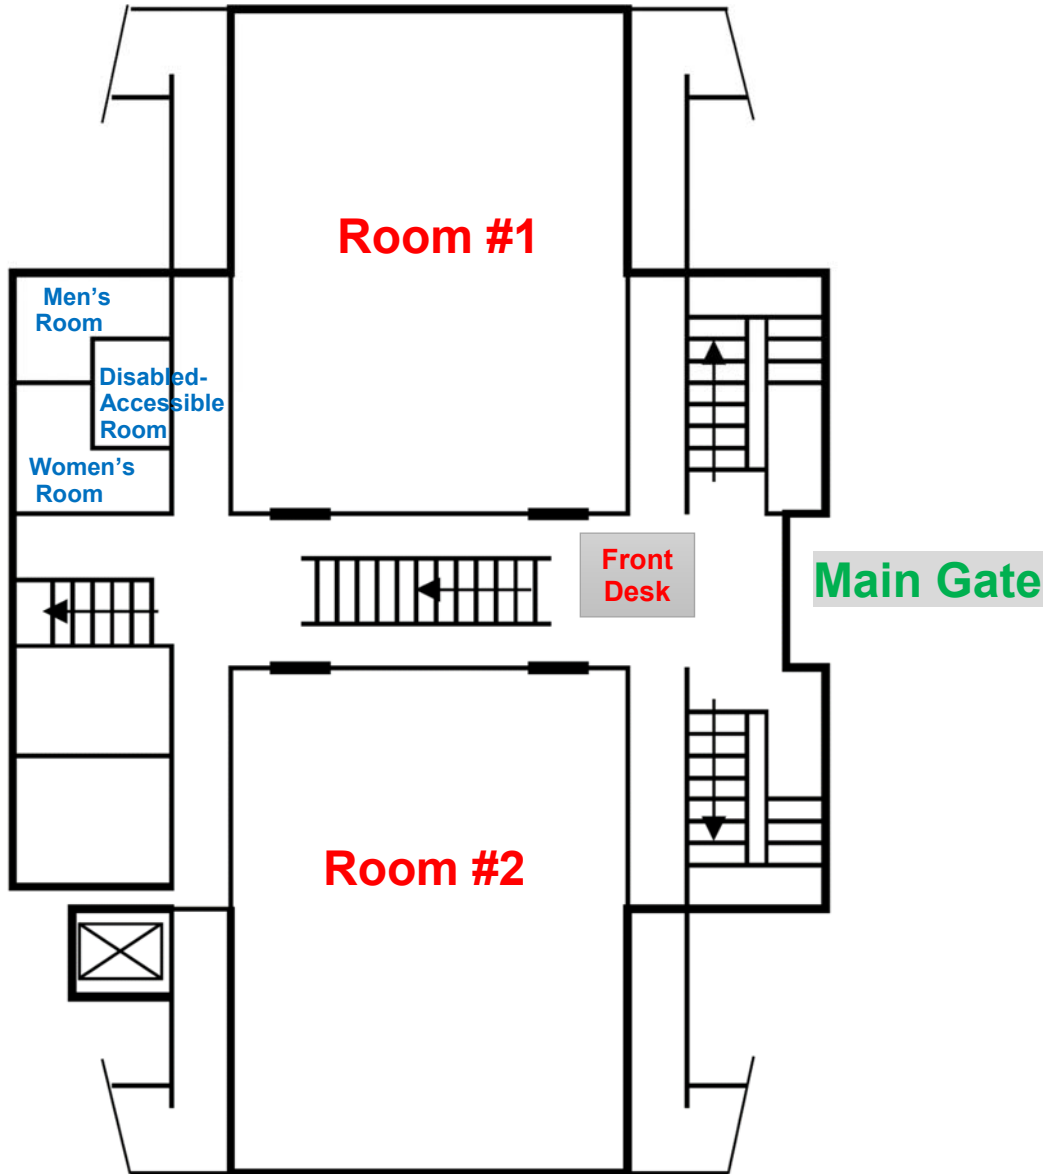 Room #1
Men’s
Room
Disabled-
Accessible
Room
Women’s
Room
Front
Desk
Main Gate
Room #2